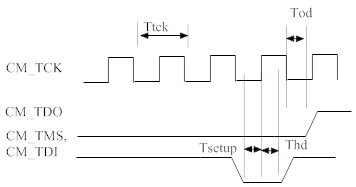 Tod
Ttck
CM_TCK
CM_TDO
CM_TMS,
CM_TDI
Tsetup
Thd